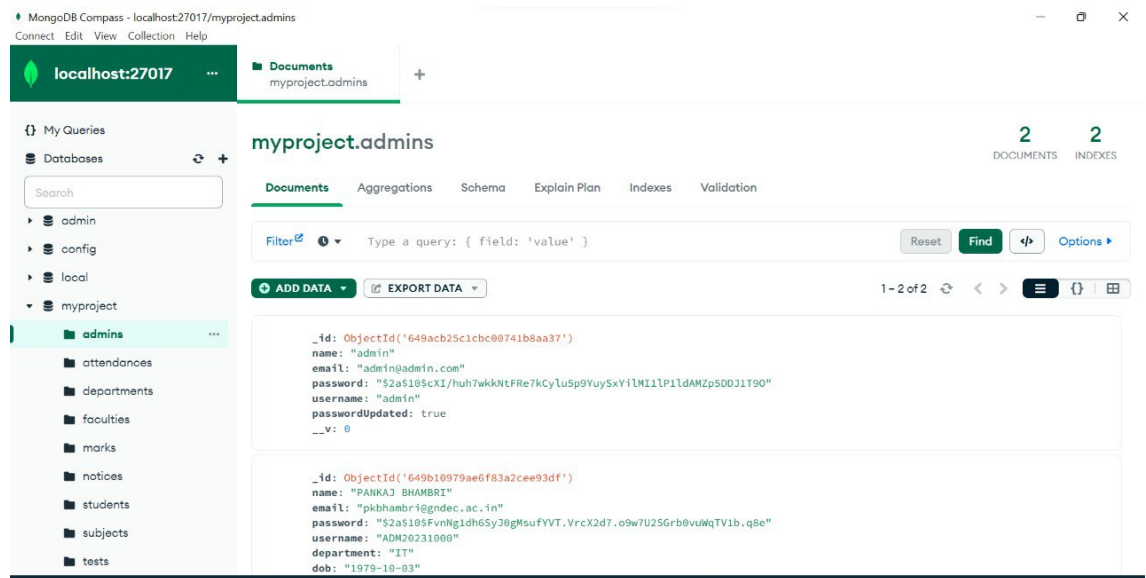 MongoDB Compass - localhost:27017/myproject.admins
Connect Edit View Collection Help
localhost:27017 ...
Documents
myproject.admins
+
{} My Queries
Databases
Search
admin
config
local
myproject
admins ...
attendances
departments
faculties
marks
notices
students
subjects
tests
myproject.admins
2 DOCUMENTS
2 INDEXES
Documents Aggregations Schema Explain Plan Indexes Validation
Filter Type a query: { field: 'value' } Reset Find </> Options
ADD DATA EXPORT DATA 1 - 2 of 2 {}
_id: ObjectId('649acb25c1cbc00741b8aa37')
name: "admin"
email: "admin@admin.com"
password: "$2a$10$cXI/huh7wkkNtFRe7kCylu5p9YuySxYilMI1lP1ldAMZp5DDJ1T9O"
username: "admin"
passwordUpdated: true
__v: 0
_id: ObjectId('649b10979ae6f83a2cee93df')
name: "PANKAJ BHAMBRI"
email: "pkbhambri@gndec.ac.in"
password: "$2a$10$FvnNg1dh6SyJ0gMsufYVT.VrcX2d7.o9w7U2SGrb0vuWqTV1b.q8e"
username: "ADM20231000"
department: "IT"
dob: "1979-10-03"